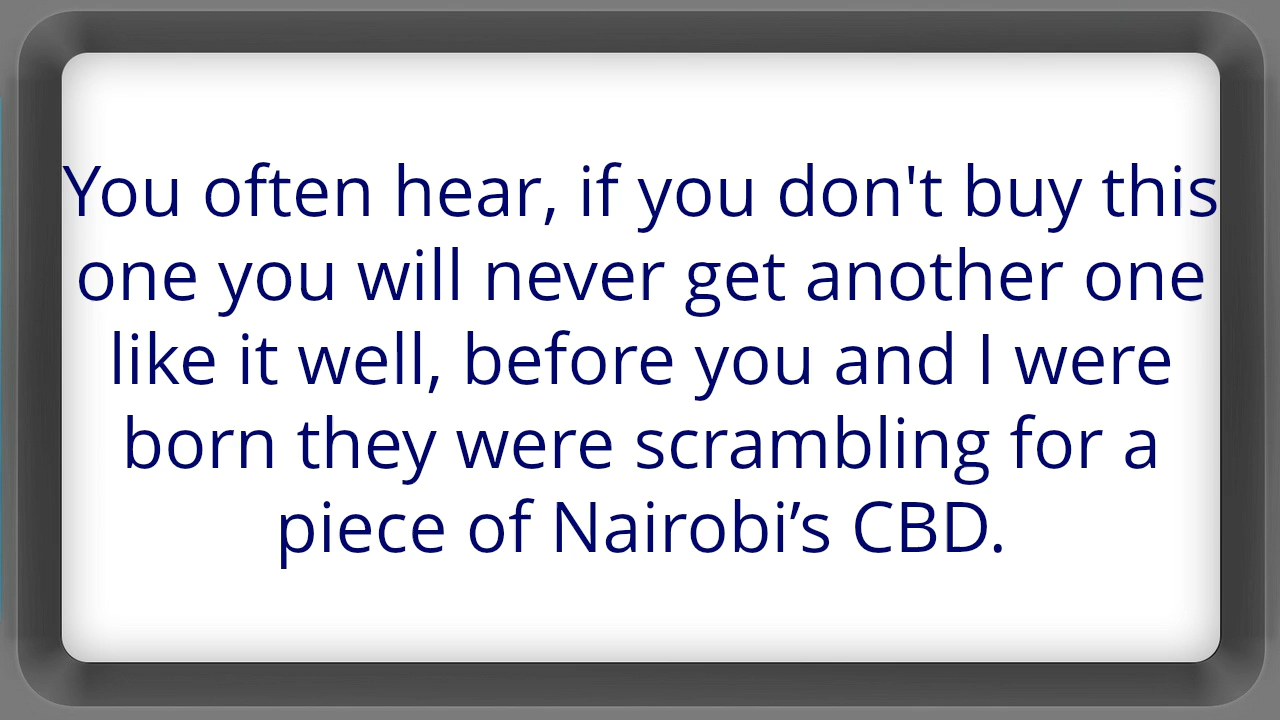 You often hear, if you don't buy this
one you will never get another one
like it well, before you and I were
born they were scrambling for a
piece of Nairobi’s CBD.